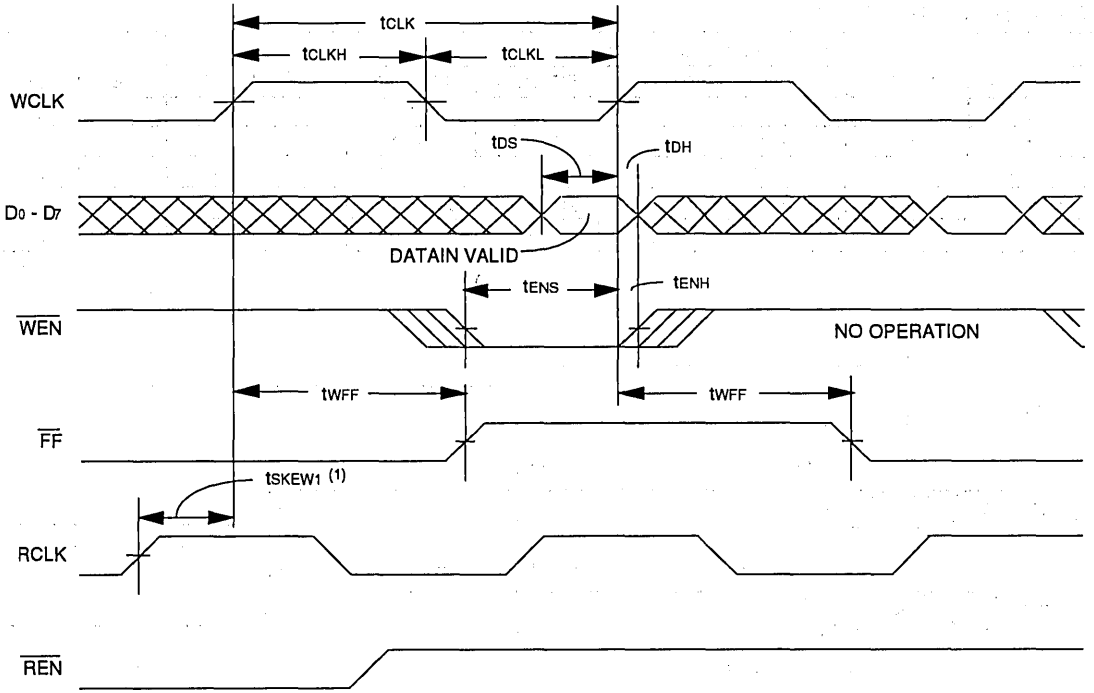 tCLK
tCLKH
tCLKL
WCLK
tDS
tDH
D0 - D7
DATAIN VALID
tENS
tENH
WEN
NO OPERATION
tWFF
tWFF
FF
tSKEW1 (1)
RCLK
REN